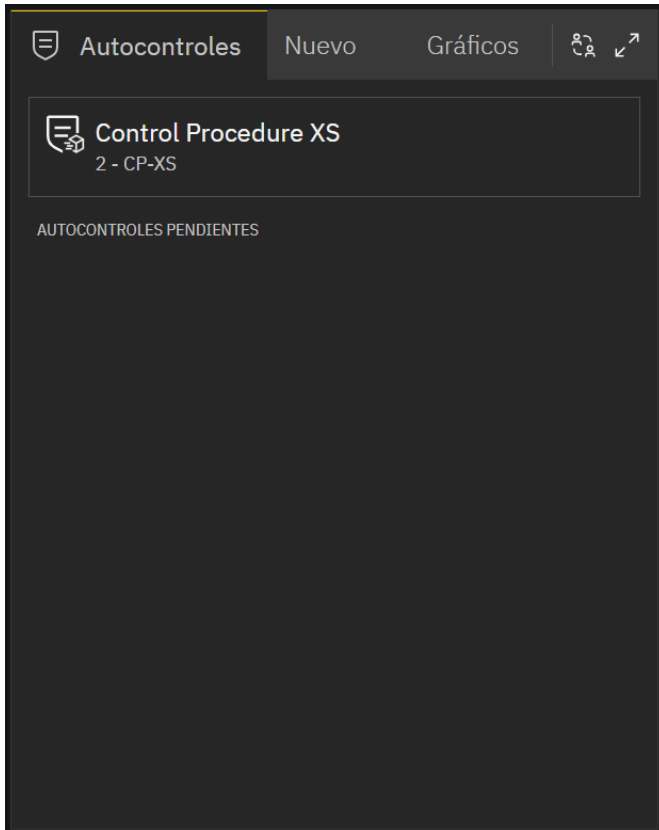 Autocontroles
Nuevo
Gráficos
Control Procedure XS
2 - CP-XS
AUTOCONTROLES PENDIENTES